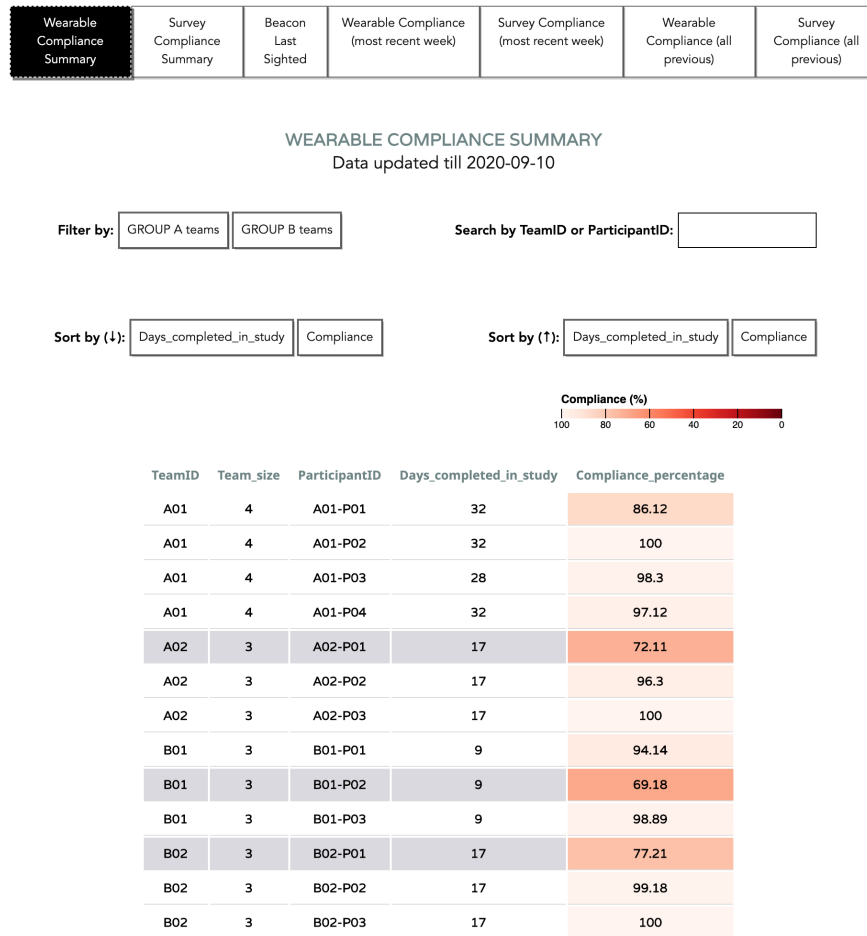 Wearable Compliance Summary
Survey Compliance Summary
Beacon Last Sighted
Wearable Compliance (most recent week)
Survey Compliance (most recent week)
Wearable Compliance (all previous)
Survey Compliance (all previous)
WEARABLE COMPLIANCE SUMMARY
Data updated till 2020-09-10
Filter by: GROUP A teams GROUP B teams
Search by TeamID or ParticipantID:
Sort by (↓): Days_completed_in_study Compliance
Sort by (↑): Days_completed_in_study Compliance
Compliance (%)
100 80 60 40 20 0
TeamID Team_size ParticipantID Days_completed_in_study Compliance_percentage
A01 4 A01-P01 32 86.12
A01 4 A01-P02 32 100
A01 4 A01-P03 28 98.3
A01 4 A01-P04 32 97.12
A02 3 A02-P01 17 72.11
A02 3 A02-P02 17 96.3
A02 3 A02-P03 17 100
B01 3 B01-P01 9 94.14
B01 3 B01-P02 9 69.18
B01 3 B01-P03 9 98.89
B02 3 B02-P01 17 77.21
B02 3 B02-P02 17 99.18
B02 3 B02-P03 17 100